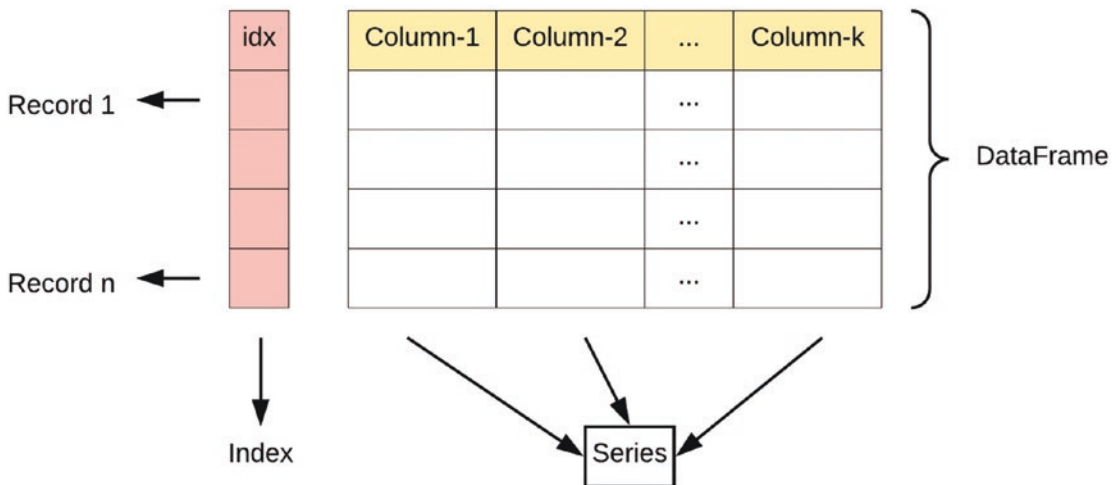 idx
Column-1 Column-2 ... Column-k
Record 1
...
...
DataFrame
...
Record n
...
Index
Series